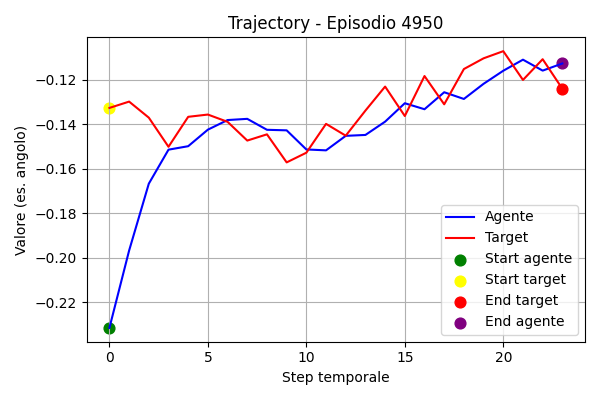 Trajectory - Episodio 4950
Valore (es. angolo)
−0.12
−0.14
−0.16
−0.18
−0.20
−0.22
0
5
10
15
20
Step temporale
Agente
Target
Start agente
Start target
End target
End agente